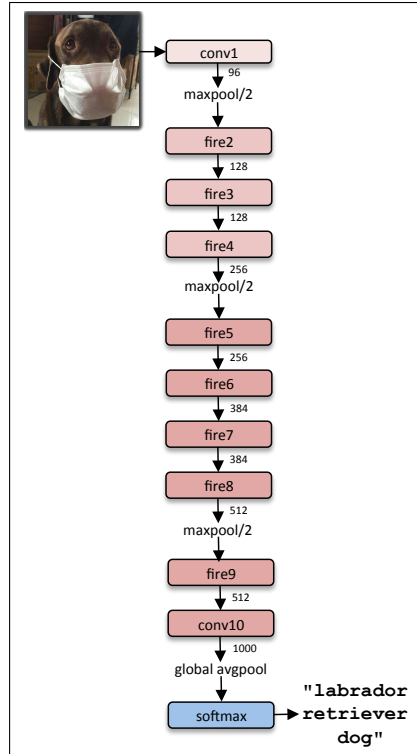 conv1
96
maxpool/2
fire2
128
fire3
128
fire4
256
maxpool/2
fire5
256
fire6
384
fire7
384
fire8
512
maxpool/2
fire9
512
conv10
1000
global avgpool
softmax
"labrador
retriever
dog"